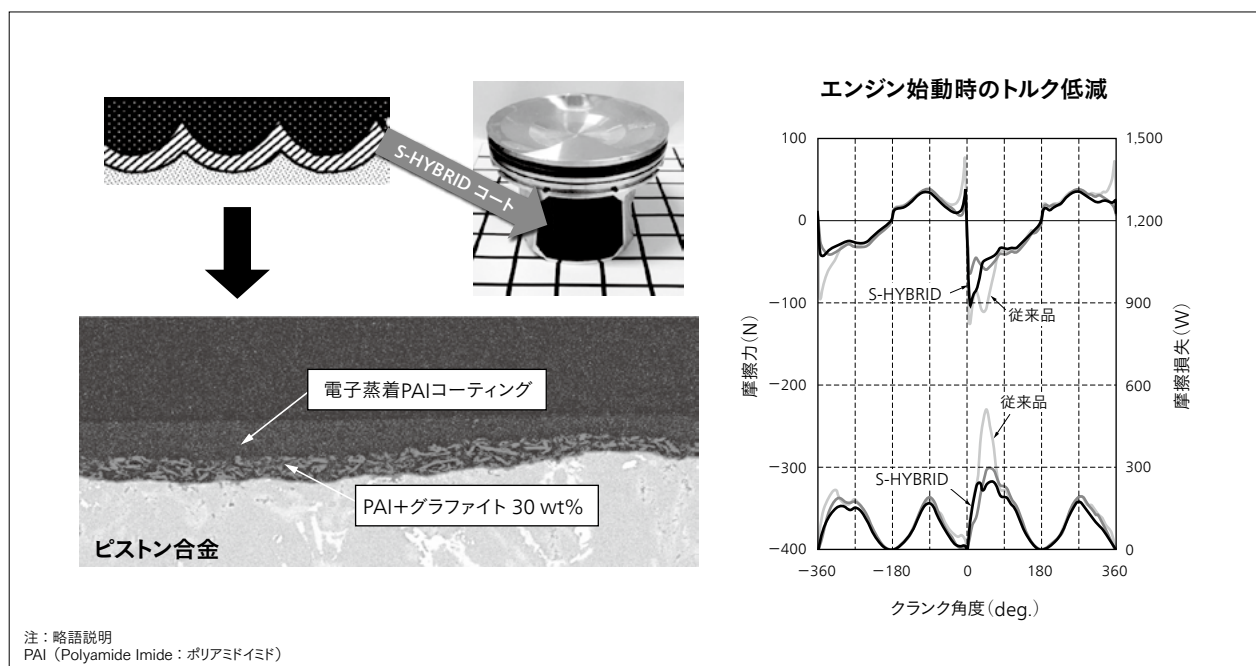 S-HYBRID コート
電子蒸着PAIコーティング
PAI+グラファイト 30 wt%
ピストン合金
エンジン始動時のトルク低減
摩擦力(N)
100
0
−100
−200
−300
−400
1,500
1,200
900
600
300
0
摩擦損失(W)
S-HYBRID
従来品
従来品
S-HYBRID
−360
−180
0
180
360
クランク角度(deg.)
注：略語説明
PAI（Polyamide Imide：ポリアミドイミド）